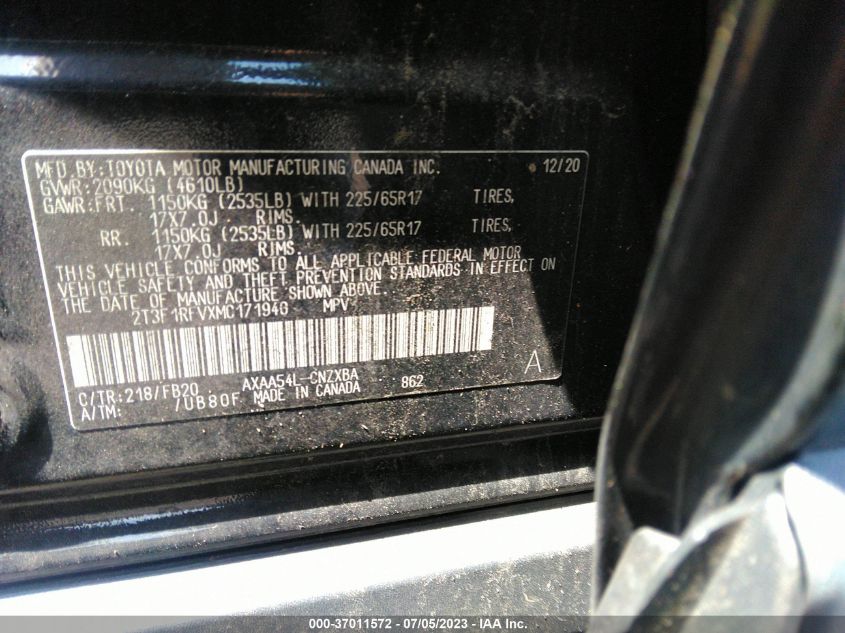 MFD.BY:TOYOTA MOTOR MANUFACTURING CANADA INC. 12/20
GVWR:2090KG (4610LB)
GAWR:FRT. 1150KG (2535LB) WITH 225/65R17 TIRES,
17X7.0J RIMS.
RR. 1150KG (2535LB) WITH 225/65R17 TIRES,
17X7.0J RIMS.
THIS VEHICLE CONFORMS TO ALL APPLICABLE FEDERAL MOTOR
VEHICLE SAFETY AND THEFT PREVENTION STANDARDS IN EFFECT ON
THE DATE OF MANUFACTURE SHOWN ABOVE.
2T3F1RFVXMC171940 MPV
A
C/TR:218/FB20 AXAA54L-CNZXBA 862
A/TM: /UB80F MADE IN CANADA
000-37011572 - 07/05/2023 - IAA Inc.